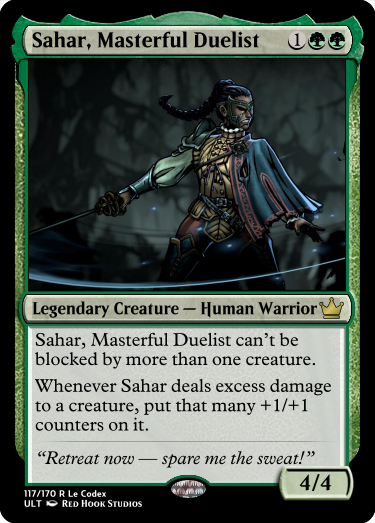 Sahar, Masterful Duelist 1
Legendary Creature — Human Warrior
Sahar, Masterful Duelist can't be
blocked by more than one creature.
Whenever Sahar deals excess damage
to a creature, put that many +1/+1
counters on it.
“Retreat now — spare me the sweat!”
4/4
117/170 R Le Codex
ULT Red Hook Studios